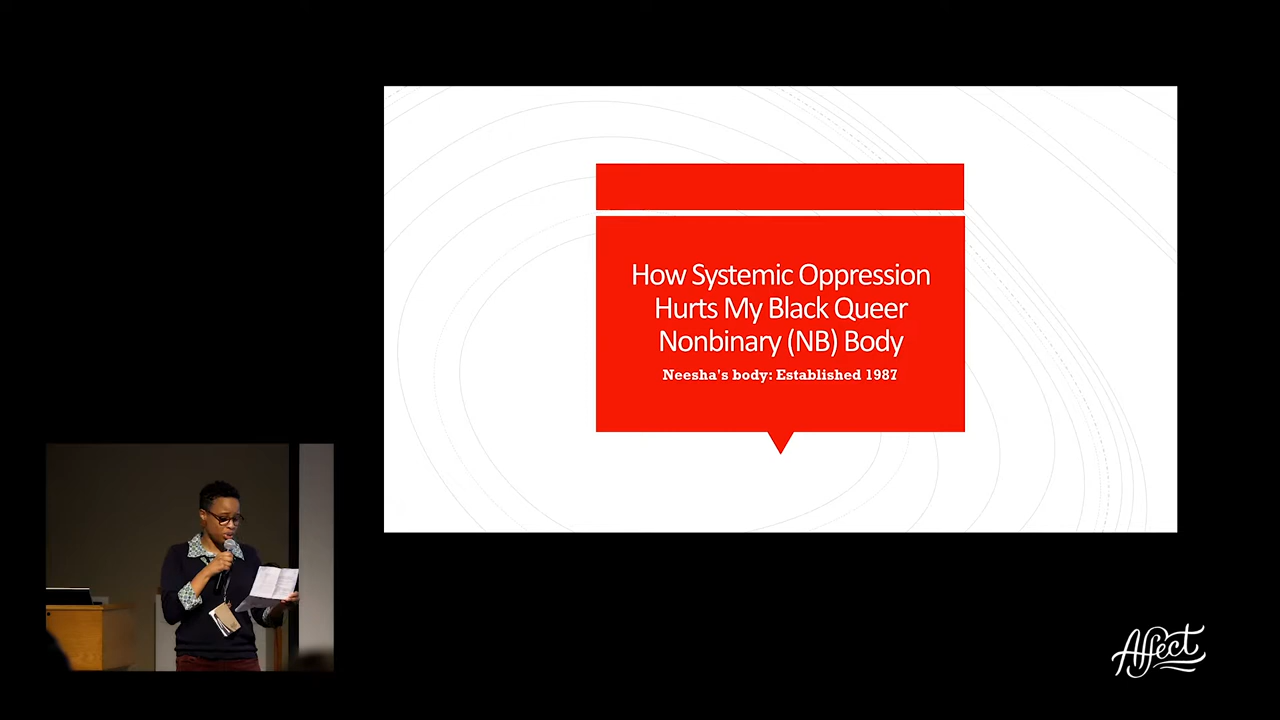 How Systemic Oppression
Hurts My Black Queer
Nonbinary (NB) Body
Neesha's body: Established 1987
Affect